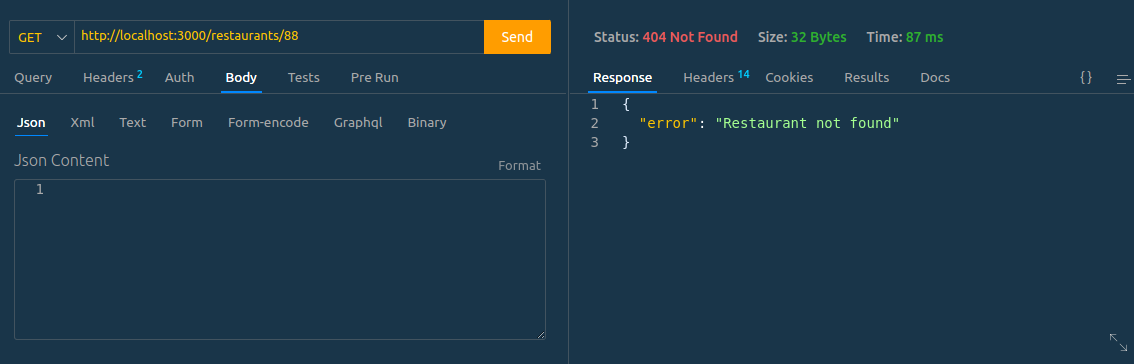 GET http://localhost:3000/restaurants/88 Send
Query Headers 2 Auth Body Tests Pre Run
Json Xml Text Form Form-encode Graphql Binary
Json Content Format
1
Status: 404 Not Found Size: 32 Bytes Time: 87 ms
Response Headers 14 Cookies Results Docs {}
1 {
2 "error": "Restaurant not found"
3 }